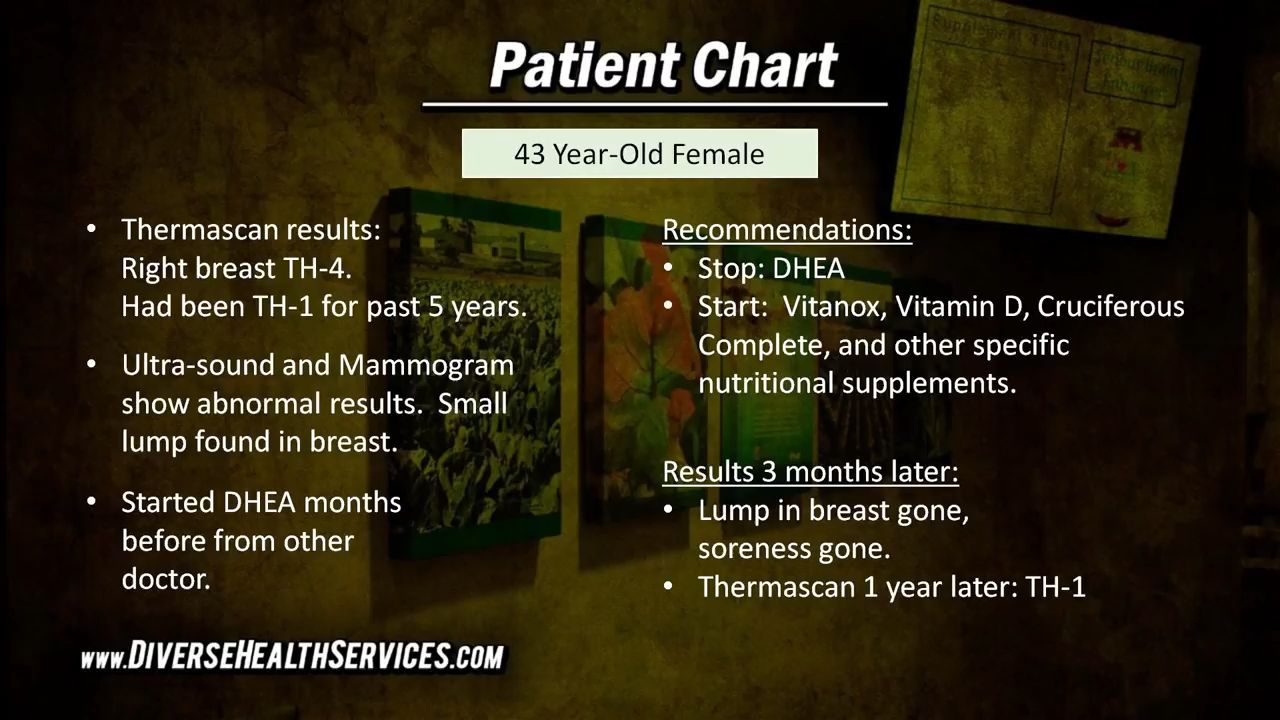 Supplement Facts
Patient Chart
43 Year-Old Female
• Thermascan results:
Right breast TH-4.
Had been TH-1 for past 5 years.
• Ultra-sound and Mammogram
show abnormal results.  Small
lump found in breast.
• Started DHEA months
before from other
doctor.
Recommendations:
• Stop: DHEA
• Start:  Vitanox, Vitamin D, Cruciferous
Complete, and other specific
nutritional supplements.
Results 3 months later:
• Lump in breast gone,
soreness gone.
• Thermascan 1 year later: TH-1
www.DiverseHealthServices.com